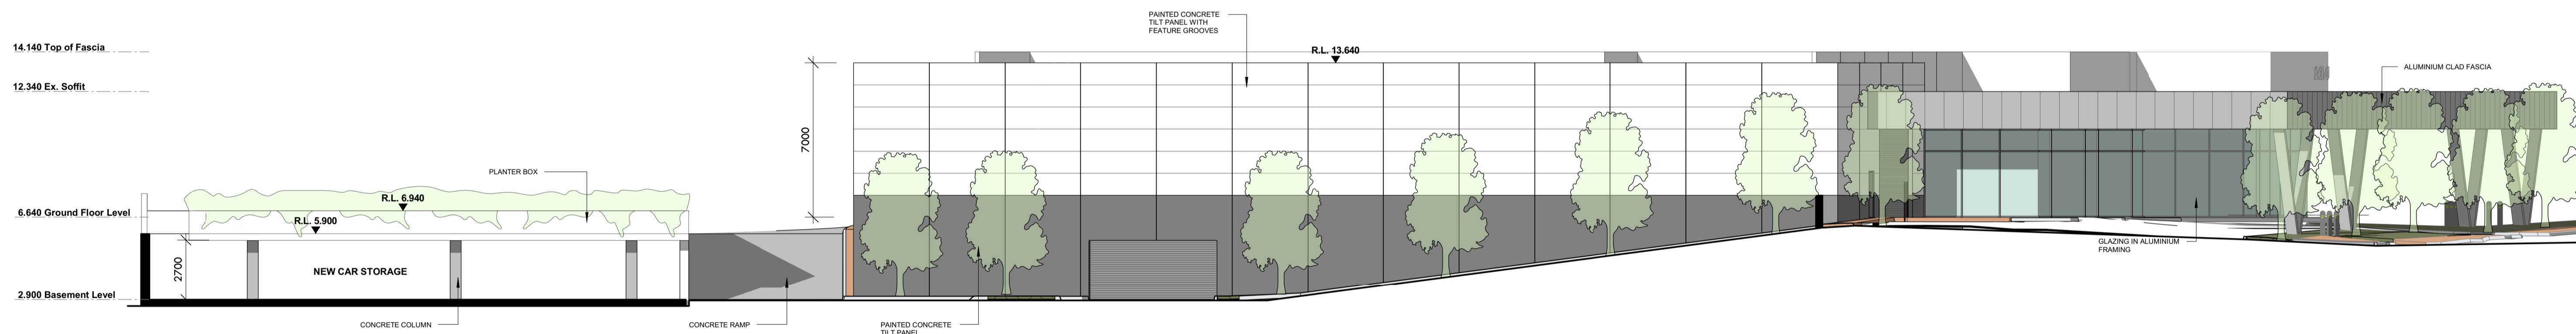 14.140 Top of Fascia
12.340 Ex. Soffit
6.640 Ground Floor Level
2.900 Basement Level
2700
R.L. 5.900
R.L. 6.940
PLANTER BOX
NEW CAR STORAGE
CONCRETE COLUMN
CONCRETE RAMP
7000
PAINTED CONCRETE
TILT PANEL
PAINTED CONCRETE
TILT PANEL WITH
FEATURE GROOVES
R.L. 13.640
GLAZING IN ALUMINIUM
FRAMING
ALUMINIUM CLAD FASCIA